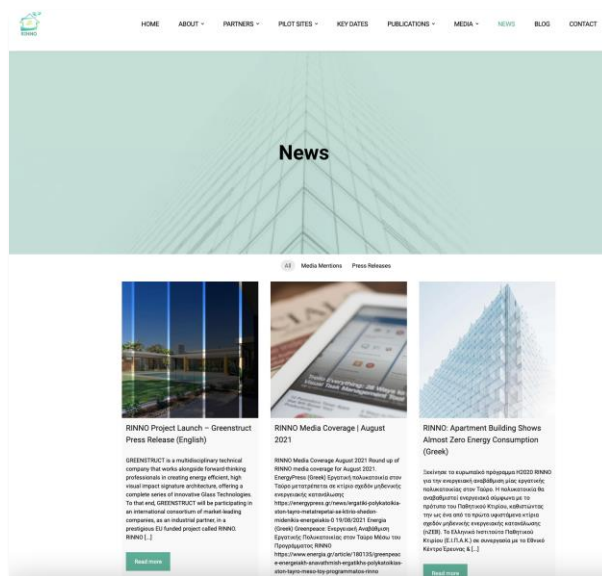 RINNO
HOME ABOUT PARTNERS PILOT SITES KEY DATES PUBLICATIONS MEDIA NEWS BLOG CONTACT
News
All Media Mentions Press Releases
RINNO Project Launch – Greenstruct
Press Release (English)
GREENSTRUCT is a multidisciplinary technical
company that works alongside forward-thinking
professionals in creating energy efficient, high
visual impact signature architecture, offering a
complete series of innovative Glass Technologies.
To that end, GREENSTRUCT will be participating in
an international consortium of market-leading
companies, as an industrial partner, in a
prestigious EU funded project called RINNO.
RINNO [...]
Read more
Trello Everything: 28 Ways to
Visual Task Management Tool
RINNO Media Coverage | August
2021
RINNO Media Coverage August 2021 Round up of
RINNO media coverage for August 2021.
EnergyPress (Greek) Εργατική πολυκατοικία στον
Ταύρο μετατρέπεται σε κτίριο σχεδόν μηδενικής
ενεργειακής κατανάλωσης
https://energypress.gr/news/ergatiki-polykatoikia-
ston-tayro-metatrepetai-se-ktirio-shedon-
midenikis-energeiakis-0 19/08/2021 Energia
(Greek) Greenpeace: Ενεργειακή Αναβάθμιση
Εργατικής Πολυκατοικίας στον Ταύρο Μέσω του
Προγράμματος RINNO
https://www.energia.gr/article/180135/greenpeac
e-energeiakh-anavathmish-ergatikhs-polykatoikias-
ston-tayro-meso-toy-programmatos-rinno
RINNO: Apartment Building Shows
Almost Zero Energy Consumption
(Greek)
Ξεκίνησε το ευρωπαϊκό πρόγραμμα H2020 RINNO
για την ενεργειακή αναβάθμιση μίας εργατικής
πολυκατοικίας στον Ταύρο. Η πολυκατοικία θα
αναβαθμιστεί ενεργειακά σύμφωνα με το
πρότυπο του Παθητικού Κτιρίου, καθιστώντας
την ως ένα από τα πρώτα υφιστάμενα κτίρια
σχεδόν μηδενικής ενεργειακής κατανάλωσης
(nZEB). Το Ελληνικό Ινστιτούτο Παθητικού
Κτιρίου (Ε.Ι.Π.Α.Κ.) σε συνεργασία με το Εθνικό
Κέντρο Έρευνας & [...]
Read more